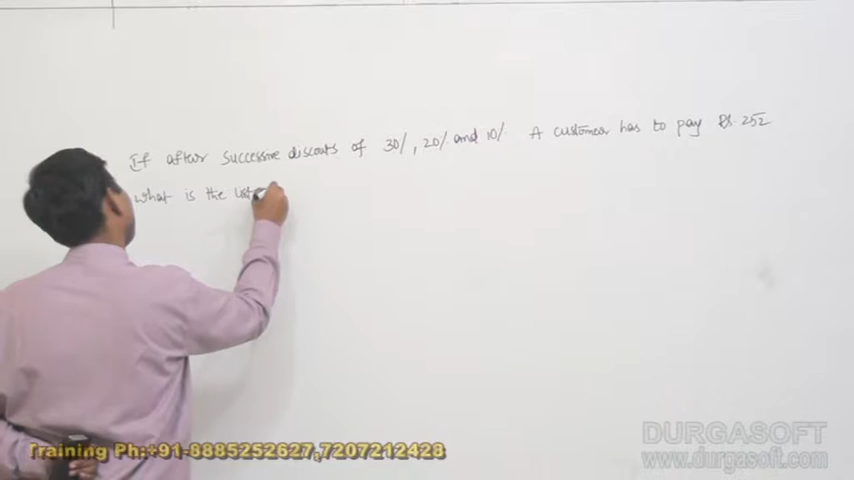 If after successive discouts of 30%, 20% and 10%. A customer has to pay Rs. 252
what is the list
Training Ph:+91-8885252627,7207212428
DURGASOFT
www.durgasoft.com